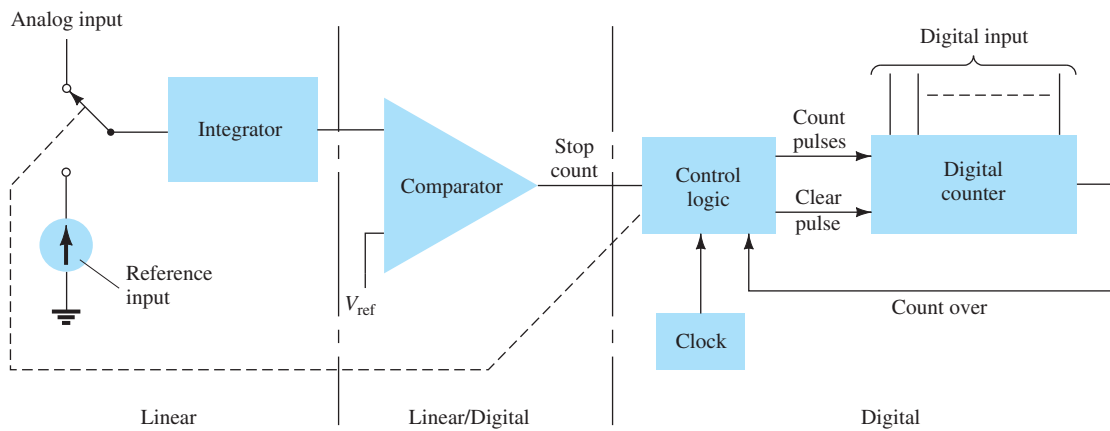 Analog input
Digital input
Integrator
Comparator
Stop
count
Control
logic
Count
pulses
Clear
pulse
Digital
counter
Reference
input
V_ref
Count over
Clock
Linear
Linear/Digital
Digital